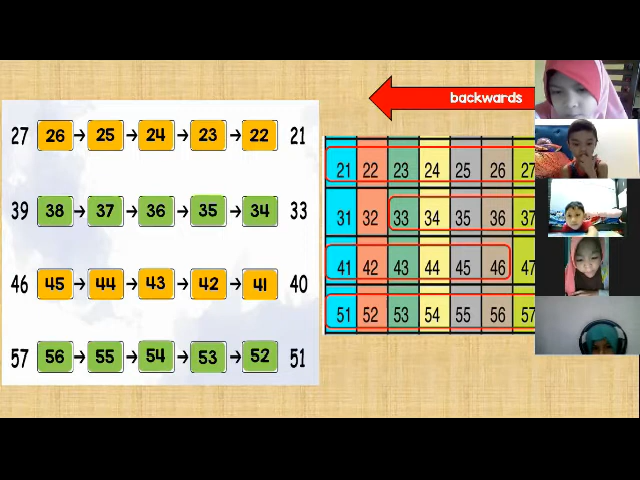 backwards
27 26 → 25 → 24 → 23 → 22 21
39 38 → 37 → 36 → 35 → 34 33
46 45 → 44 → 43 → 42 → 41 40
57 56 → 55 → 54 → 53 → 52 51
21 22 23 24 25 26 27
31 32 33 34 35 36 37
41 42 43 44 45 46 47
51 52 53 54 55 56 57